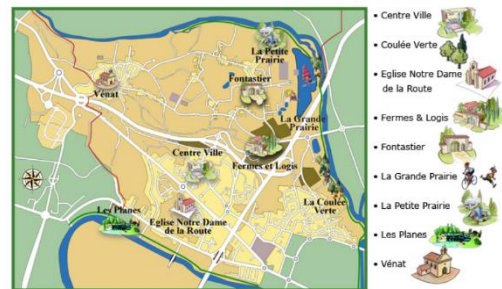 La Petite
Prairie
Fontastier
Vénat
La Grande
Prairie
Centre Ville
Fermes et Logis
La Coulée
Verte
Les Planes
Eglise Notre Dame
de la Route
• Centre Ville
• Coulée Verte
• Eglise Notre Dame
de la Route
• Fermes & Logis
• Fontastier
• La Grande Prairie
• La Petite Prairie
• Les Planes
• Vénat